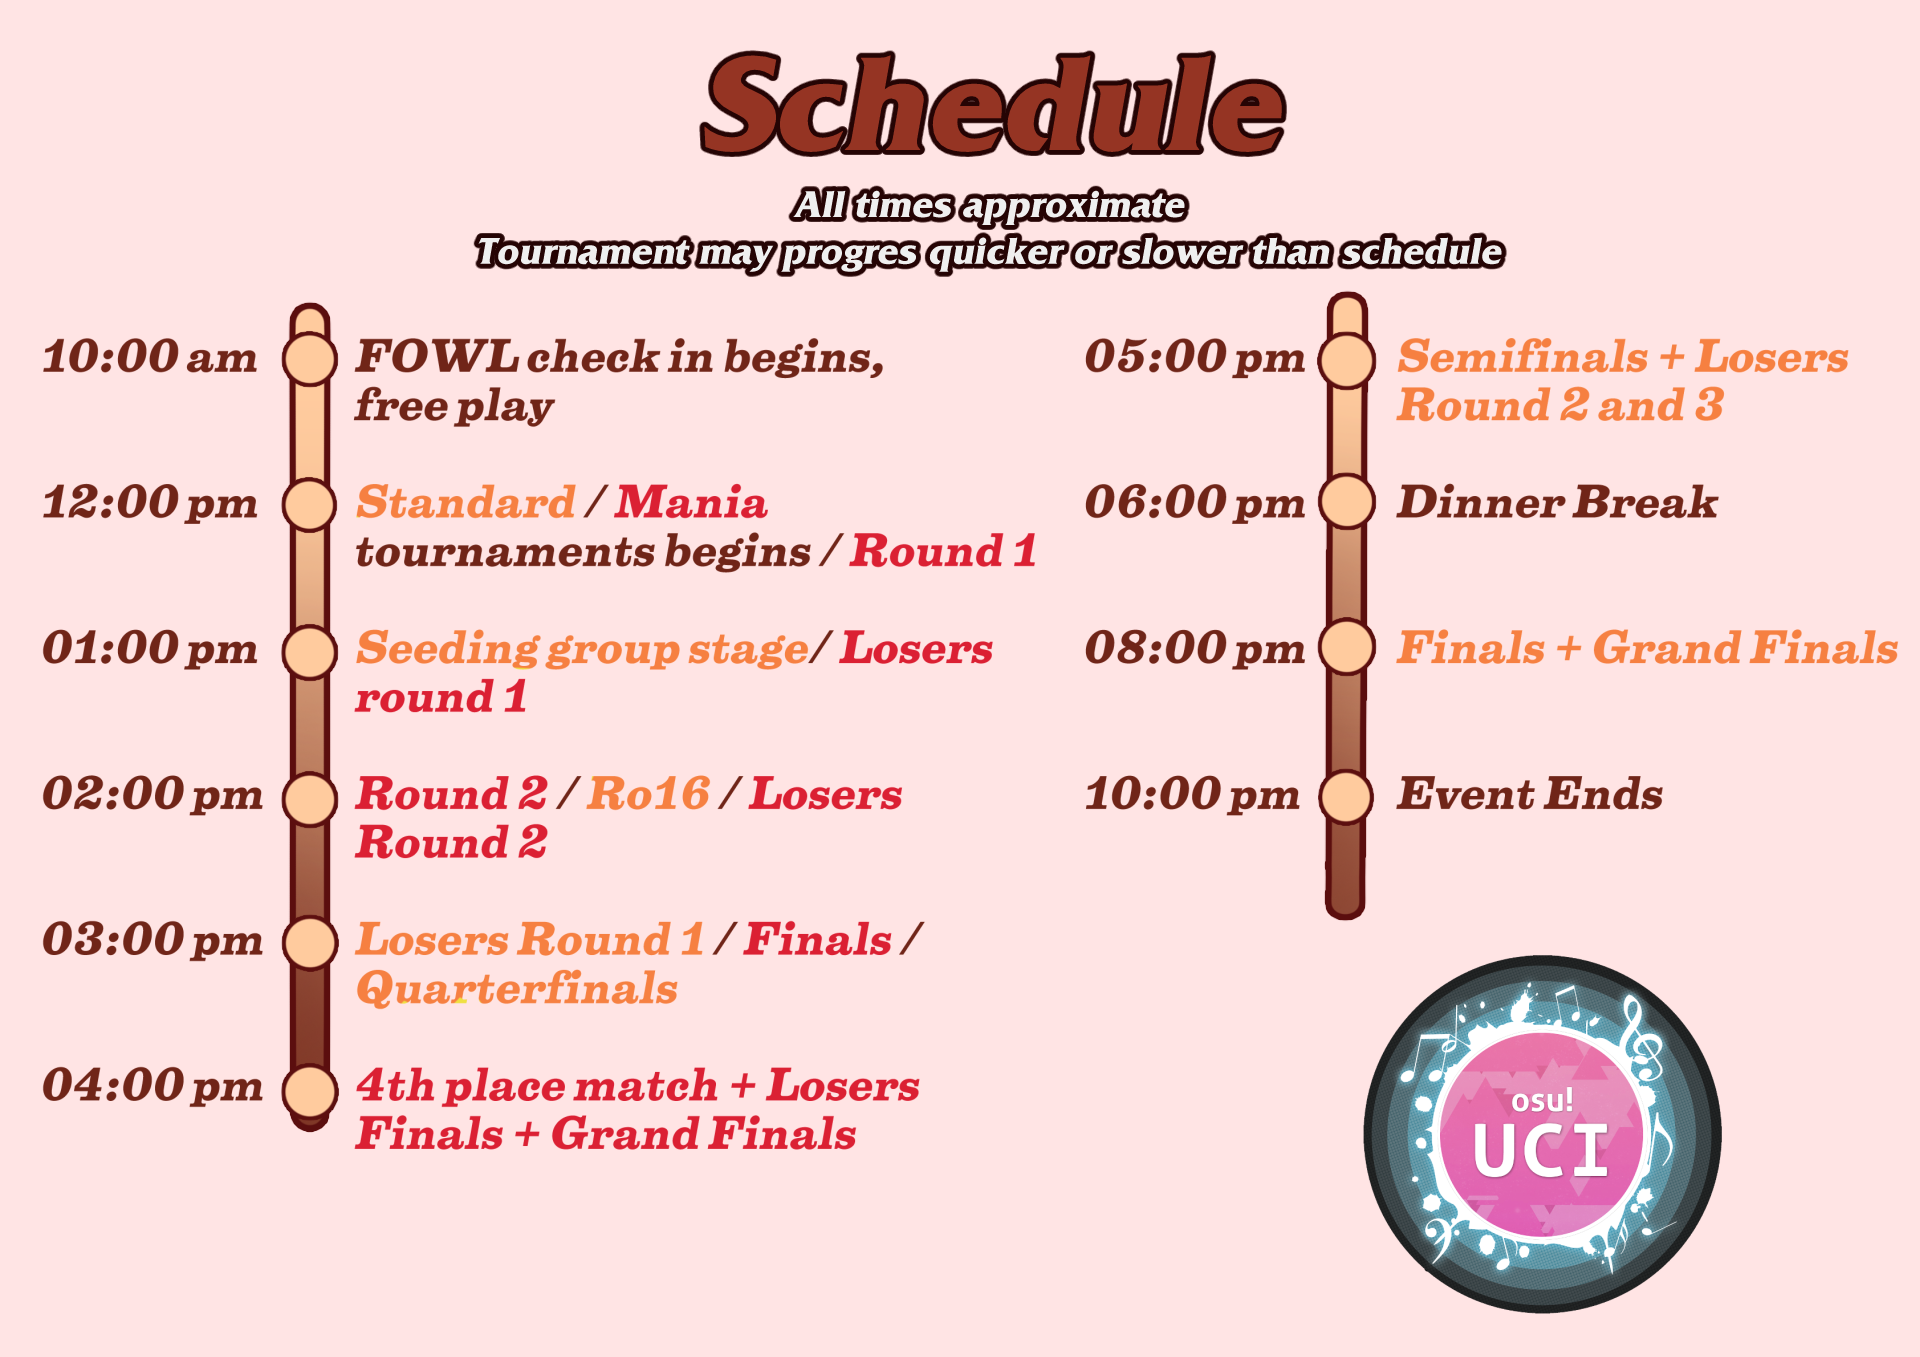 Schedule
All times approximate
Tournament may progres quicker or slower than schedule
10:00 am
FOWL check in begins,
free play
12:00 pm
Standard / Mania
tournaments begins / Round 1
01:00 pm
Seeding group stage/ Losers
round 1
02:00 pm
Round 2 / Ro16 / Losers
Round 2
03:00 pm
Losers Round 1 / Finals /
Quarterfinals
04:00 pm
4th place match + Losers
Finals + Grand Finals
05:00 pm
Semifinals + Losers
Round 2 and 3
06:00 pm
Dinner Break
08:00 pm
Finals + Grand Finals
10:00 pm
Event Ends
osu!
UCI